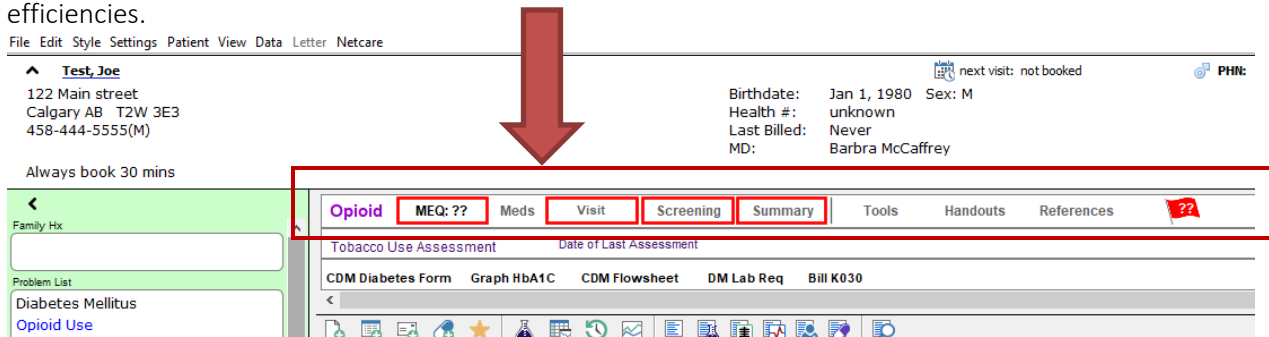 efficiencies.
File Edit Style Settings Patient View Data Letter Netcare
Test, Joe
next visit: not booked
PHN:
122 Main street
Calgary AB T2W 3E3
458-444-5555(M)
Birthdate: Jan 1, 1980 Sex: M
Health #: unknown
Last Billed: Never
MD: Barbra McCaffrey
Always book 30 mins
Family Hx
Problem List
Diabetes Mellitus
Opioid Use
Opioid MEQ: ?? Meds Visit Screening Summary Tools Handouts References ??
Tobacco Use Assessment Date of Last Assessment
CDM Diabetes Form Graph HbA1C CDM Flowsheet DM Lab Req Bill K030